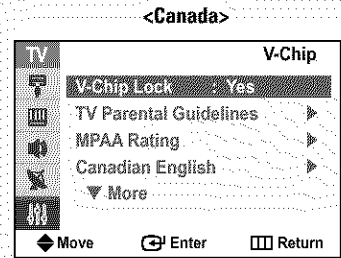 <Canada>
TV V-Chip
V-Chip Lock : Yes
TV Parental Guidelines ▶
MPAA Rating ▶
Canadian English ▶
▼ More
Move Enter Return